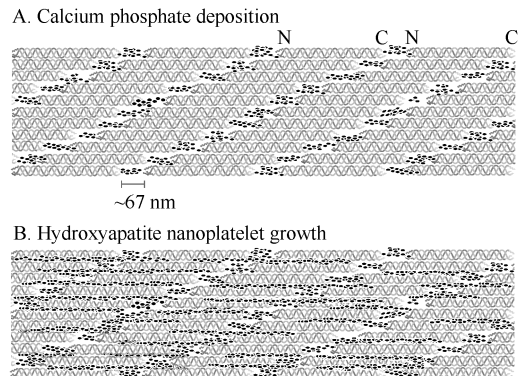 A. Calcium phosphate deposition
N C N C
~67 nm
B. Hydroxyapatite nanoplatelet growth